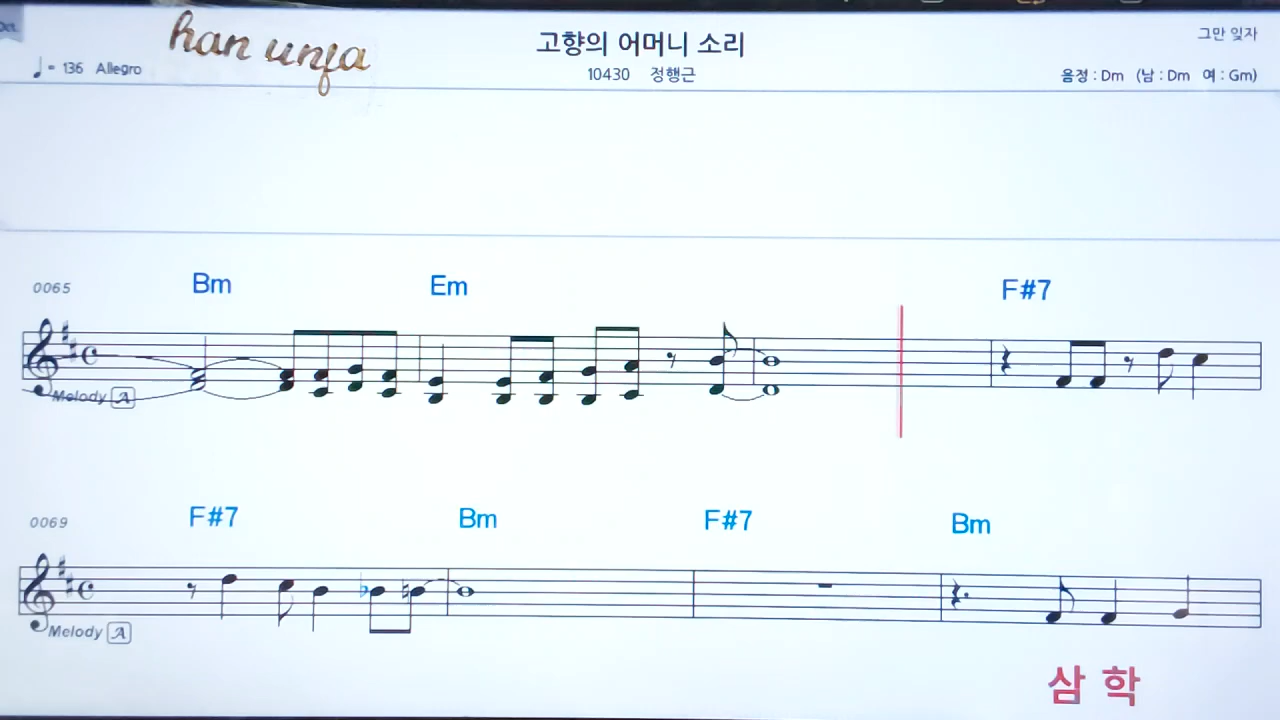 Oct.
han unfa
고향의 어머니 소리
그만 잊자
♩= 136 Allegro
10430 정행근
음정 : Dm (남 : Dm 여 : Gm)
0065 Bm Em F#7
Melody A
0069 F#7 Bm F#7 Bm
Melody A
삼 학